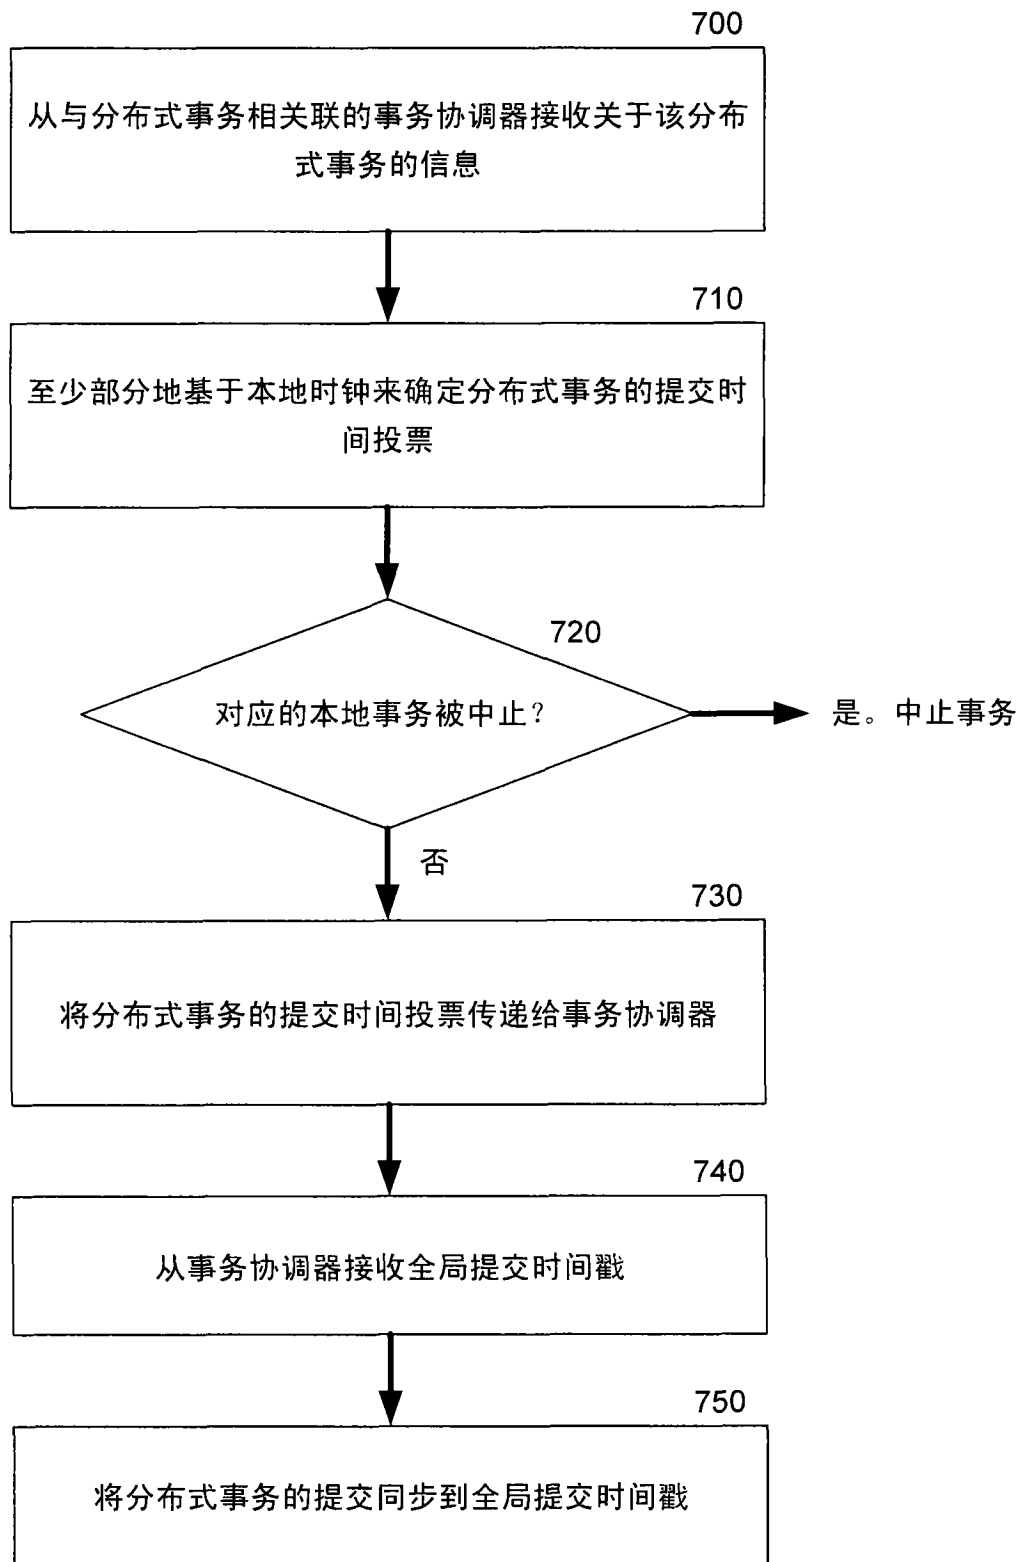 700
从与分布式事务相关联的事务协调器接收关于该分布
式事务的信息
710
至少部分地基于本地时钟来确定分布式事务的提交时
间投票
720
对应的本地事务被中止？
是。中止事务
否
730
将分布式事务的提交时间投票传递给事务协调器
740
从事务协调器接收全局提交时间戳
750
将分布式事务的提交同步到全局提交时间戳